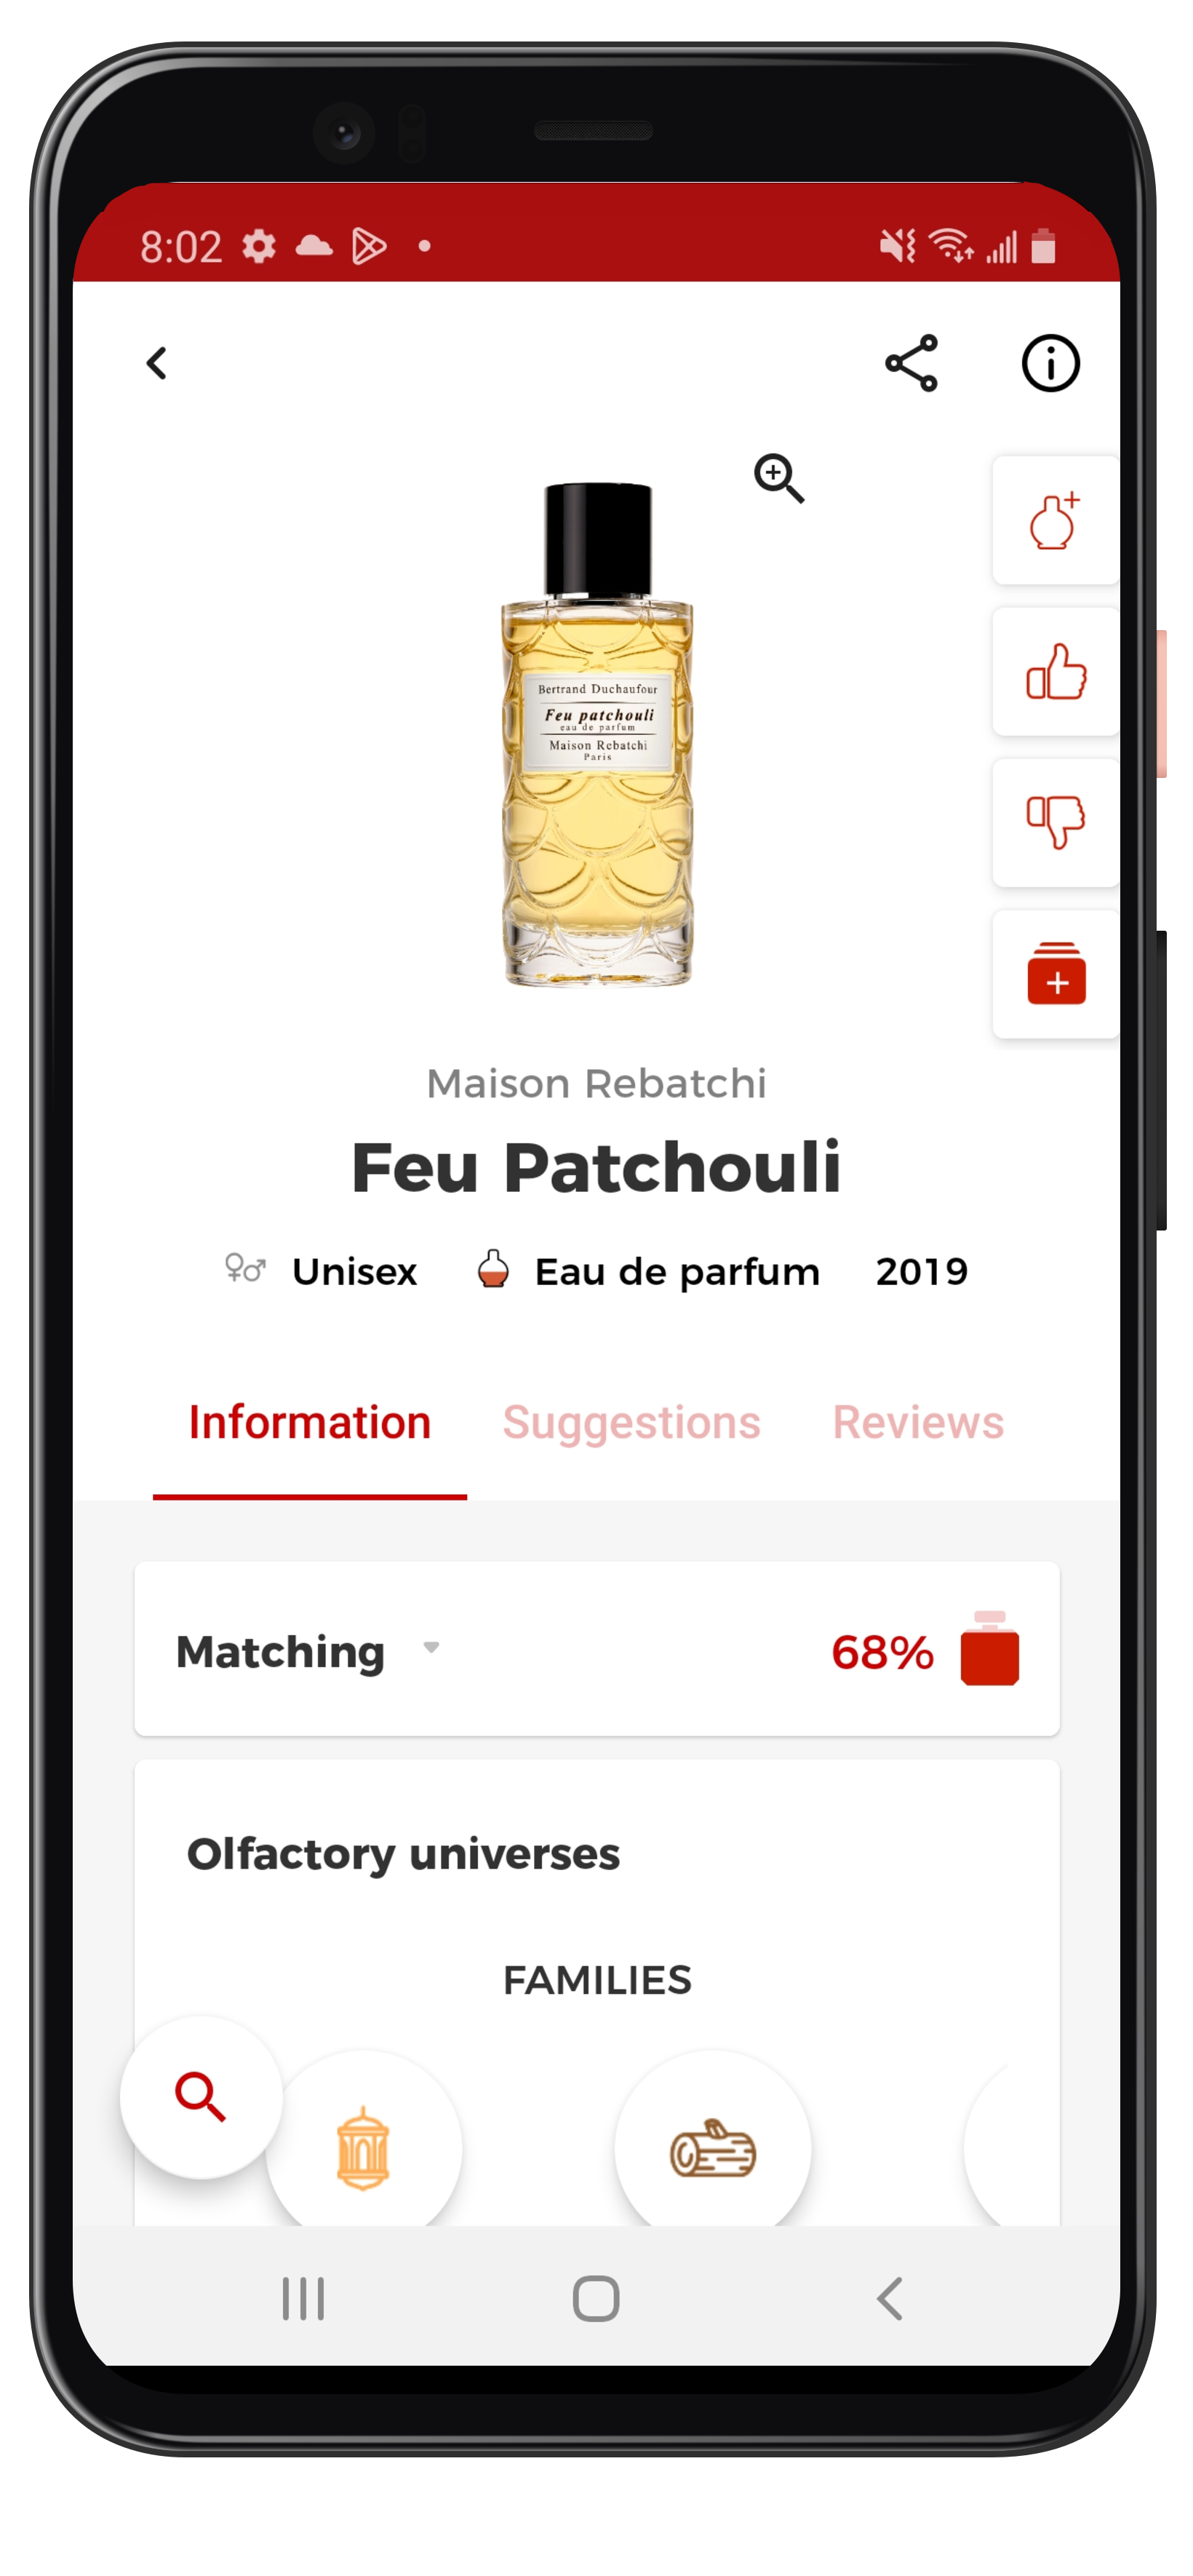 8:02
Bertrand Duchaufour
Feu patchouli
eau de parfum
Maison Rebatchi
Paris
Maison Rebatchi
Feu Patchouli
Unisex Eau de parfum 2019
Information Suggestions Reviews
Matching 68%
Olfactory universes
FAMILIES